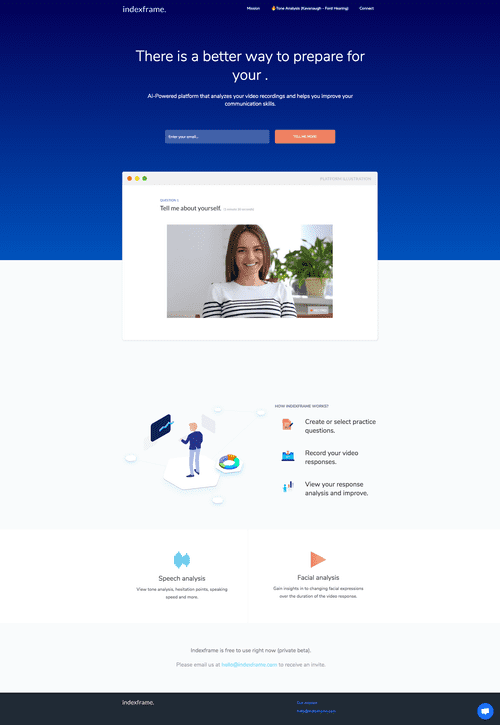 indexframe.
Mission
🔥Tone Analysis (Kavanaugh - Ford Hearing)
Connect
There is a better way to prepare for
your .
AI-Powered platform that analyzes your video recordings and helps you improve your
communication skills.
Enter your email...
TELL ME MORE
QUESTION 1
Tell me about yourself.
HOW INDEXFRAME WORKS?
Create or select practice
questions.
Record your video
responses.
View your response
analysis and improve.
Speech analysis
View tone analysis, hesitation points, speaking
speed and more.
Facial analysis
Gain insights in to changing facial expressions
over the duration of the video response.
Indexframe is free to use right now (private beta).
Please email us at hello@indexframe.com to receive an invite.
indexframe.